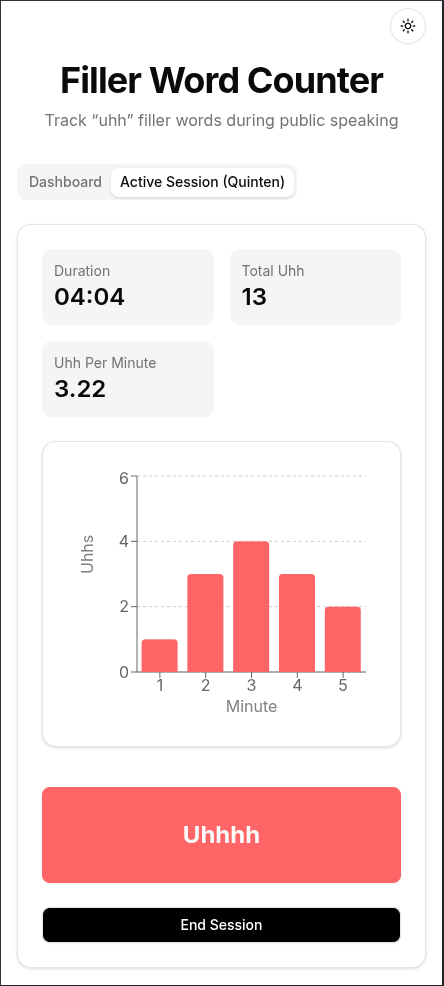 Filler Word Counter
Track “uhh” filler words during public speaking
Dashboard
Active Session (Quinten)
Duration
04:04
Total Uhh
13
Uhh Per Minute
3.22
6
4
2
0
Uhhs
1 2 3 4 5
Minute
Uhhhh
End Session